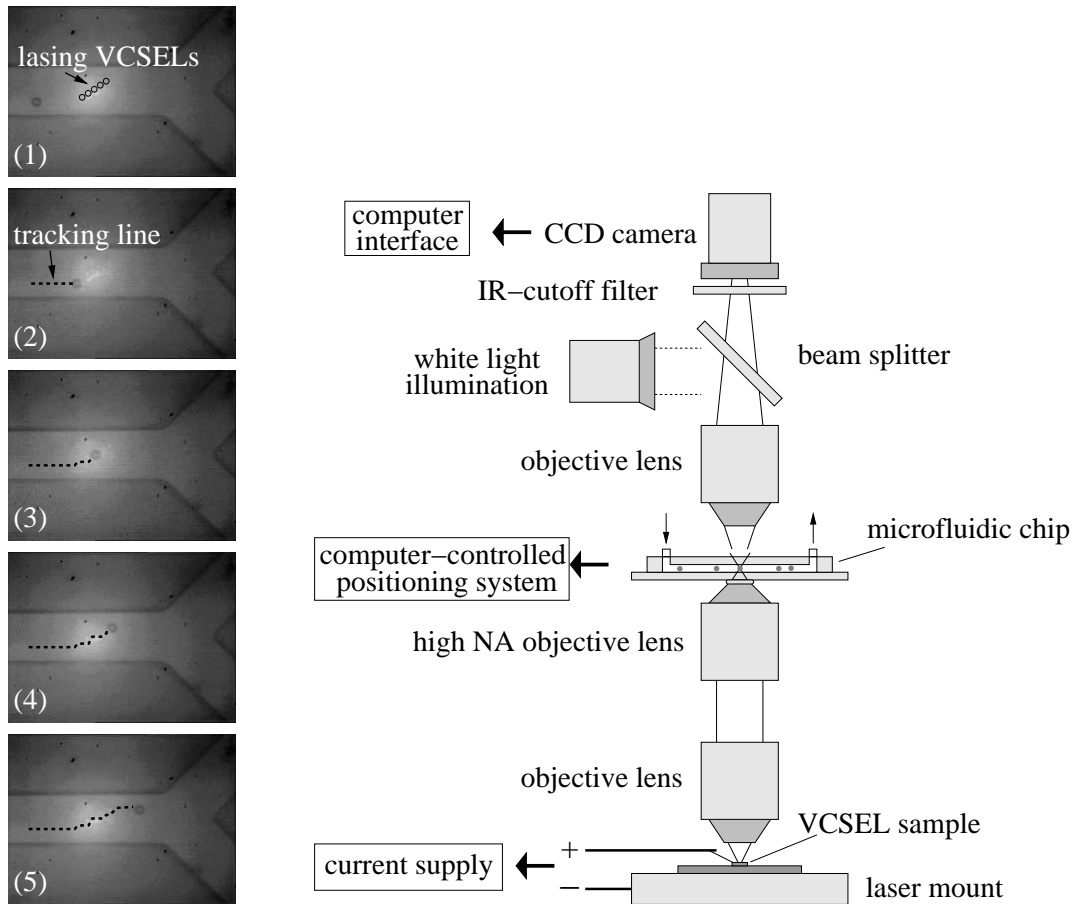 lasing VCSELs
(1)
tracking line
(2)
(3)
(4)
(5)
computer
interface
CCD camera
IR−cutoff filter
white light
illumination
beam splitter
objective lens
microfluidic chip
computer−controlled
positioning system
high NA objective lens
objective lens
VCSEL sample
+
current supply
−
laser mount